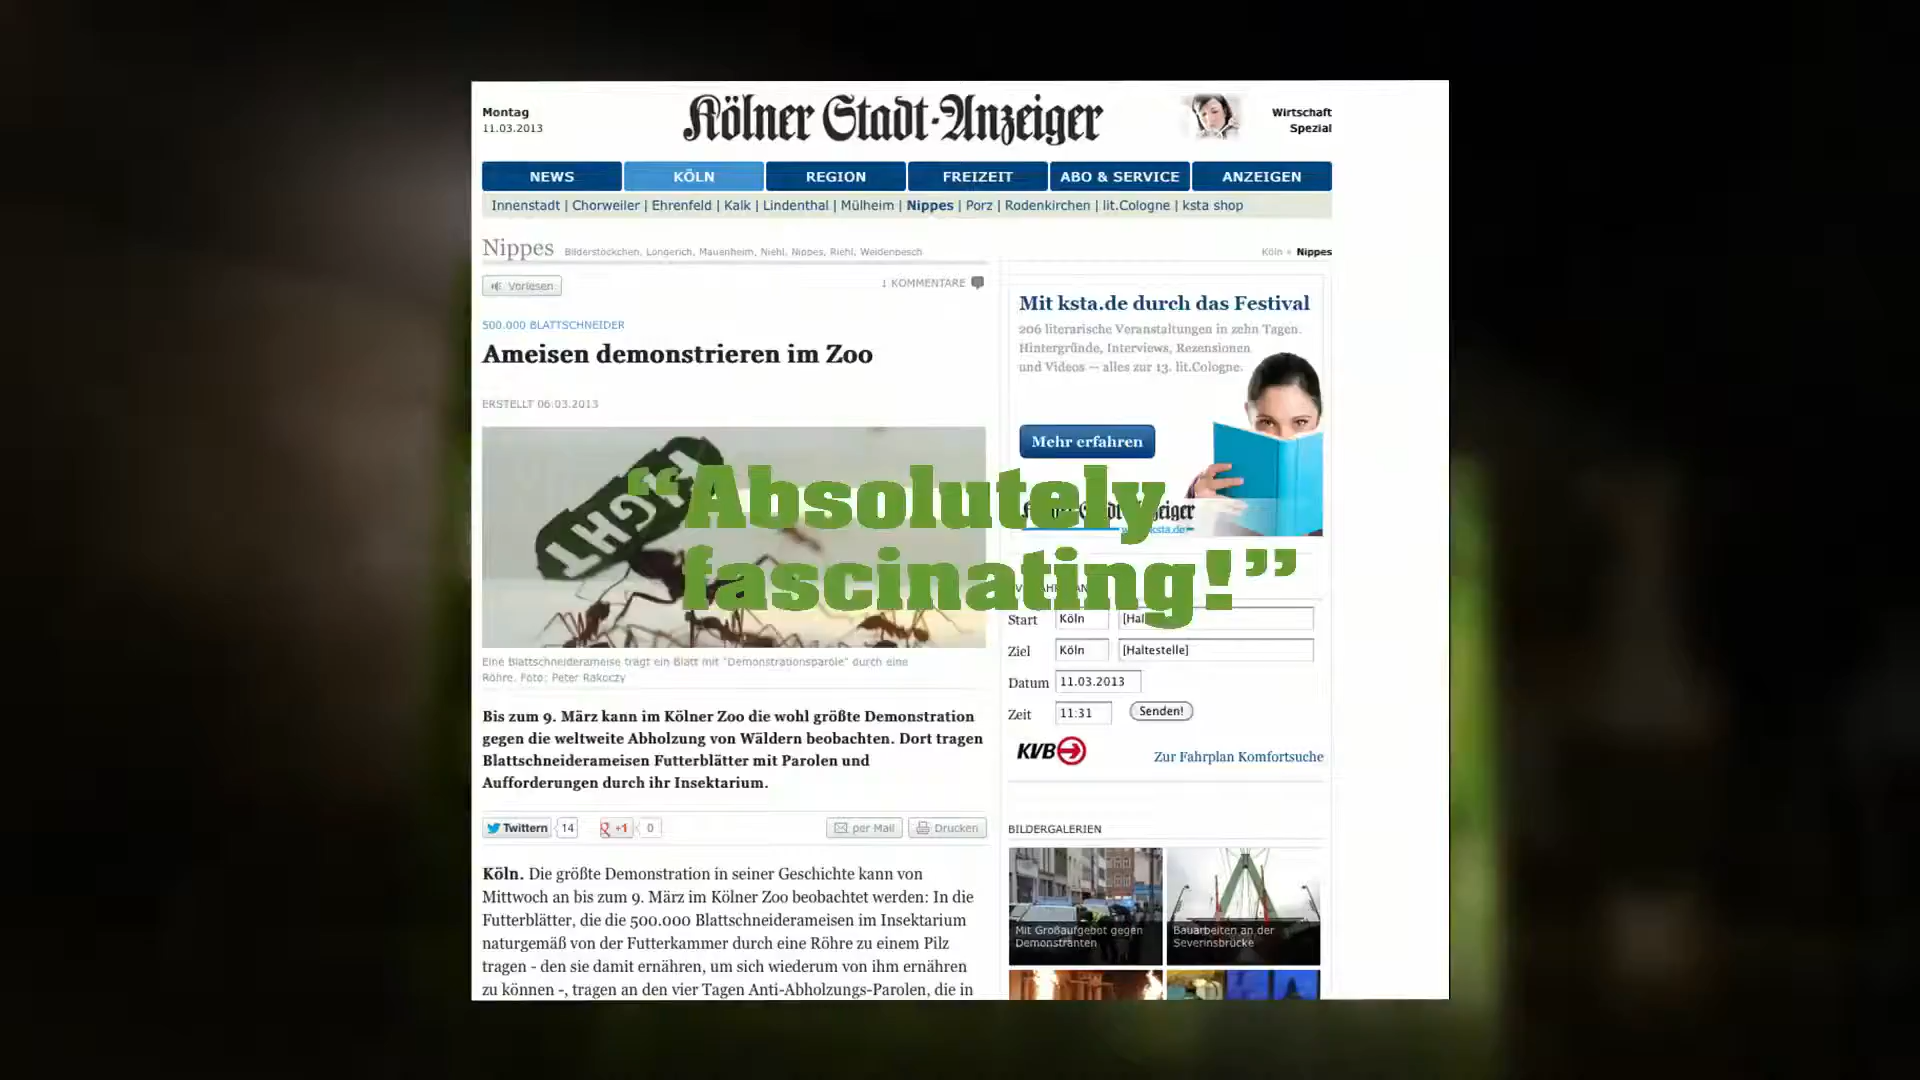 Montag
11.03.2013
Kölner Stadt-Anzeiger
Wirtschaft
Spezial
NEWS
KÖLN
REGION
FREIZEIT
ABO & SERVICE
ANZEIGEN
Innenstadt | Chorweiler | Ehrenfeld | Kalk | Lindenthal | Mülheim | Nippes | Porz | Rodenkirchen | lit.Cologne | ksta shop
Nippes
Bilderstöckchen, Longerich, Mauenheim, Niehl, Nippes, Riehl, Weidenpesch
Köln » Nippes
Vorlesen
1 KOMMENTARE
500.000 BLATTSCHNEIDER
Ameisen demonstrieren im Zoo
ERSTELLT 06.03.2013
“Absolutely
fascinating!”
Eine Blattschneiderameise trägt ein Blatt mit "Demonstrationsparole" durch eine
Röhre. Foto: Peter Rakoczy
Bis zum 9. März kann im Kölner Zoo die wohl größte Demonstration
gegen die weltweite Abholzung von Wäldern beobachten. Dort tragen
Blattschneiderameisen Futterblätter mit Parolen und
Aufforderungen durch ihr Insektarium.
Twittern
14
+1
0
per Mail
Drucken
Köln. Die größte Demonstration in seiner Geschichte kann von
Mittwoch an bis zum 9. März im Kölner Zoo beobachtet werden: In die
Futterblätter, die die 500.000 Blattschneiderameisen im Insektarium
naturgemäß von der Futterkammer durch eine Röhre zu einem Pilz
tragen - den sie damit ernähren, um sich wiederum von ihm ernähren
zu können -, tragen an den vier Tagen Anti-Abholzungs-Parolen, die in
Mit ksta.de durch das Festival
206 literarische Veranstaltungen in zehn Tagen.
Hintergründe, Interviews, Rezensionen
und Videos — alles zur 13. lit.Cologne.
Mehr erfahren
Start
Köln
Ziel
Köln
[Haltestelle]
Datum
11.03.2013
Zeit
11:31
Senden!
KVB
Zur Fahrplan Komfortsuche
BILDERGALERIEN
Mit Großaufgebot gegen
Demonstranten
Bauarbeiten an der
Severinsbrücke